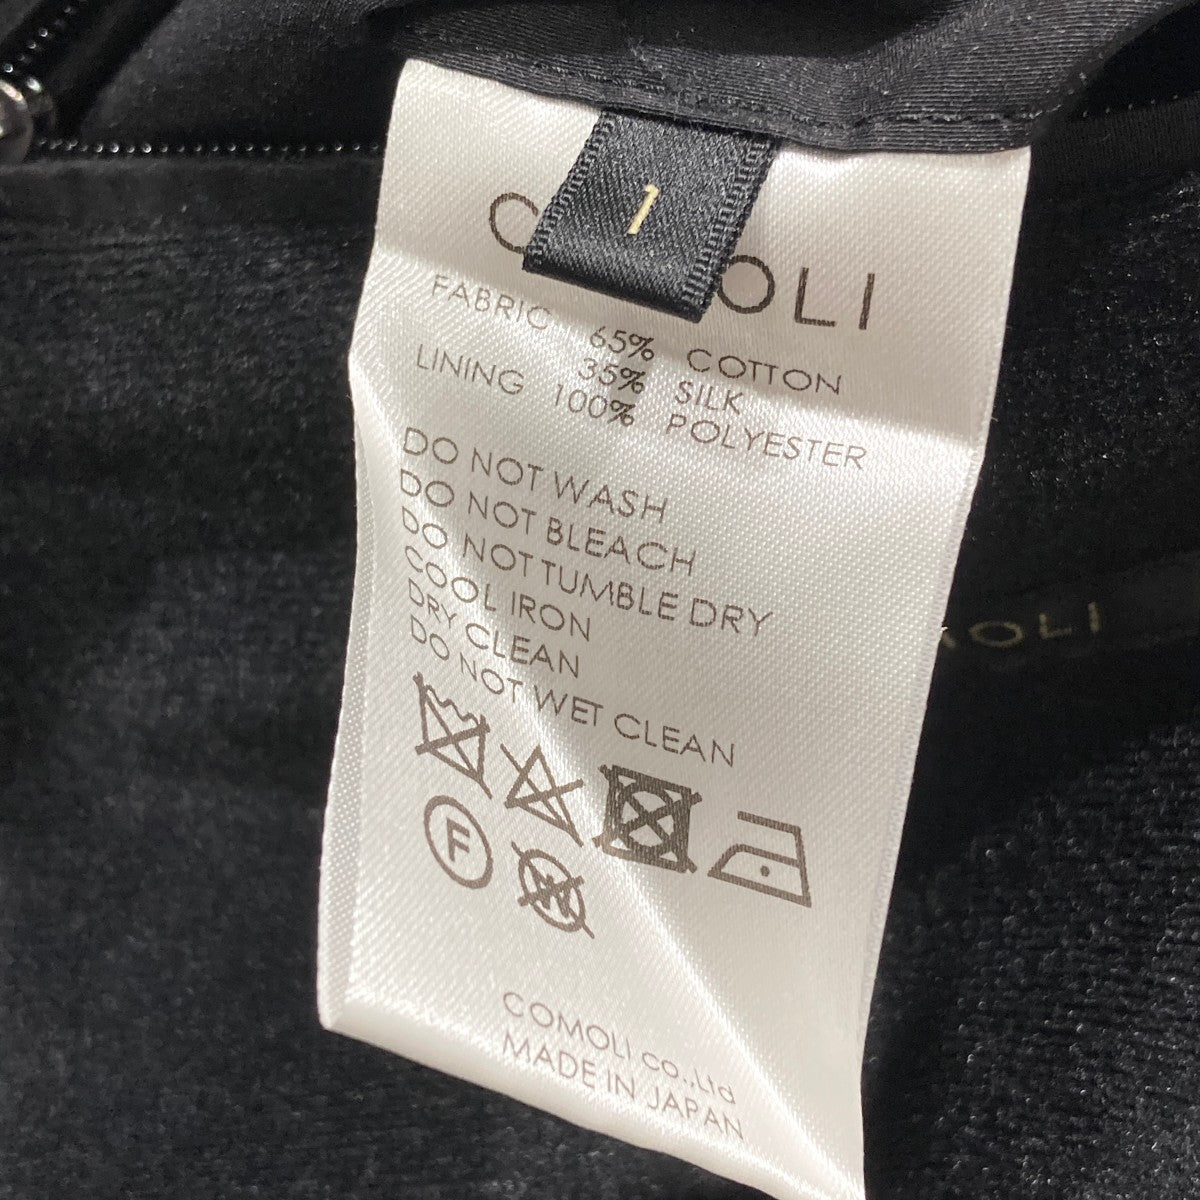 1
COMOLI
FABRIC 65% COTTON
35% SILK
LINING 100% POLYESTER
DO NOT WASH
DO NOT BLEACH
DO NOT TUMBLE DRY
COOL IRON
DRY CLEAN
DO NOT WET CLEAN
F
W
COMOLI co.,Ltd
MADE IN JAPAN
MOLI